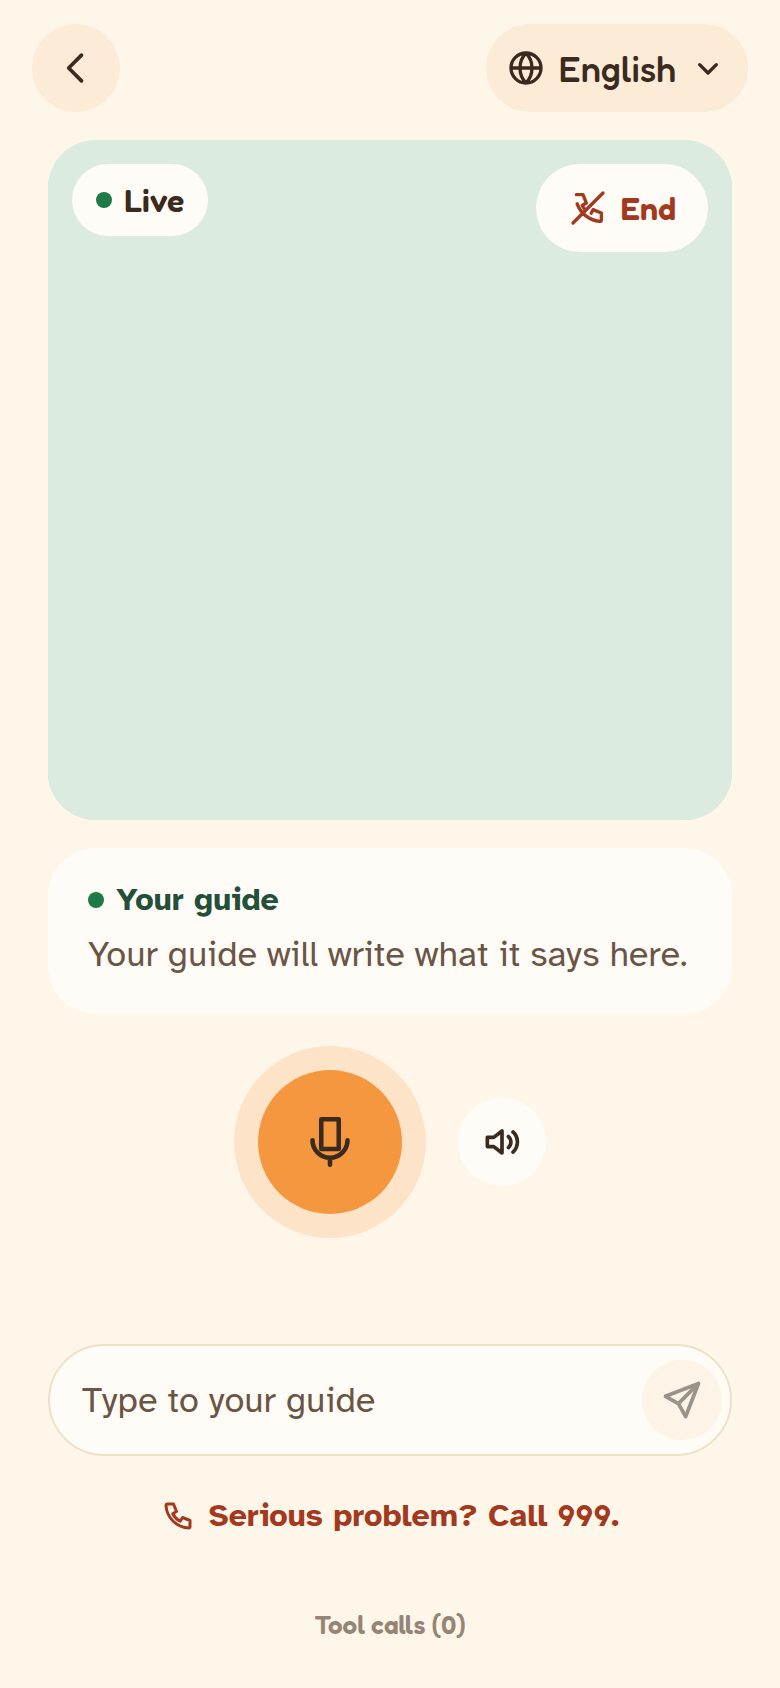 English
Live
End
Your guide
Your guide will write what it says here.
Type to your guide
Serious problem? Call 999.
Tool calls (0)